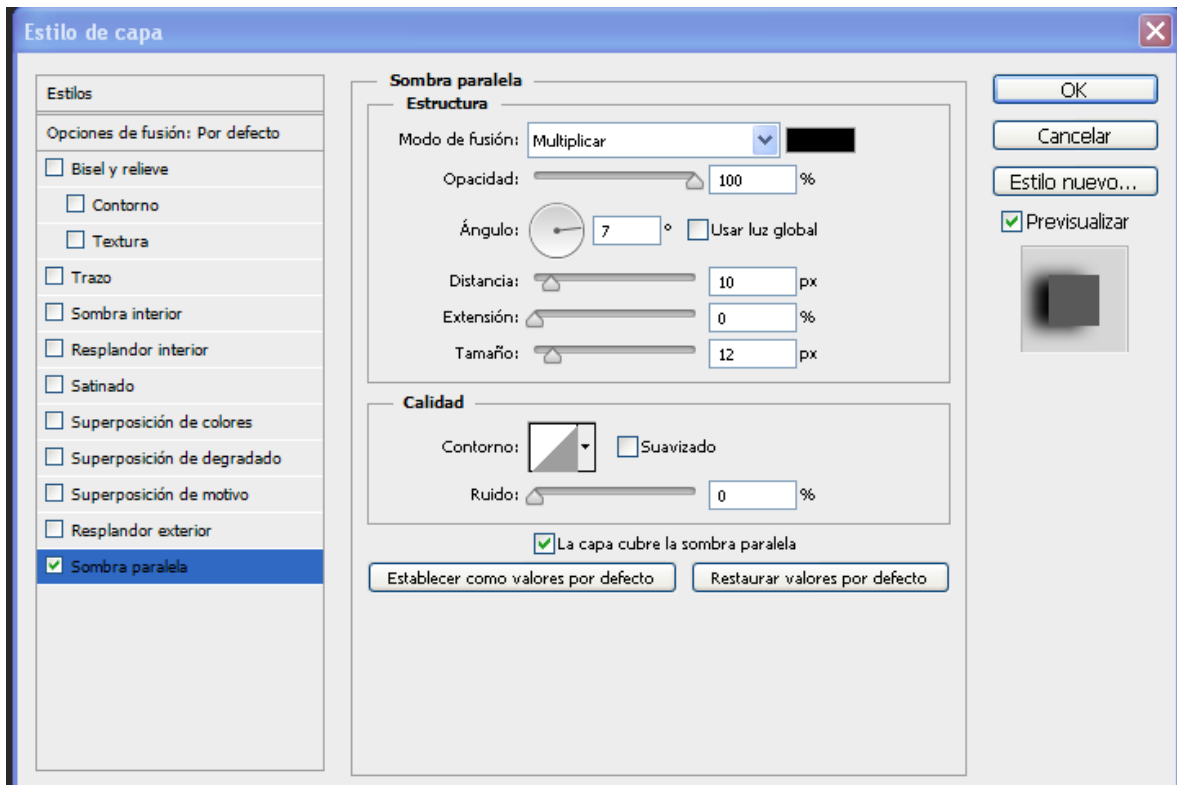 Estilo de capa
Estilos
Opciones de fusión: Por defecto
Bisel y relieve
Contorno
Textura
Trazo
Sombra interior
Resplandor interior
Satinado
Superposición de colores
Superposición de degradado
Superposición de motivo
Resplandor exterior
Sombra paralela
Sombra paralela
Estructura
Modo de fusión: Multiplicar
Opacidad: 100 %
Ángulo: 7 ° Usar luz global
Distancia: 10 px
Extensión: 0 %
Tamaño: 12 px
Calidad
Contorno: Suavizado
Ruido: 0 %
La capa cubre la sombra paralela
Establecer como valores por defecto Restaurar valores por defecto
OK
Cancelar
Estilo nuevo...
Previsualizar